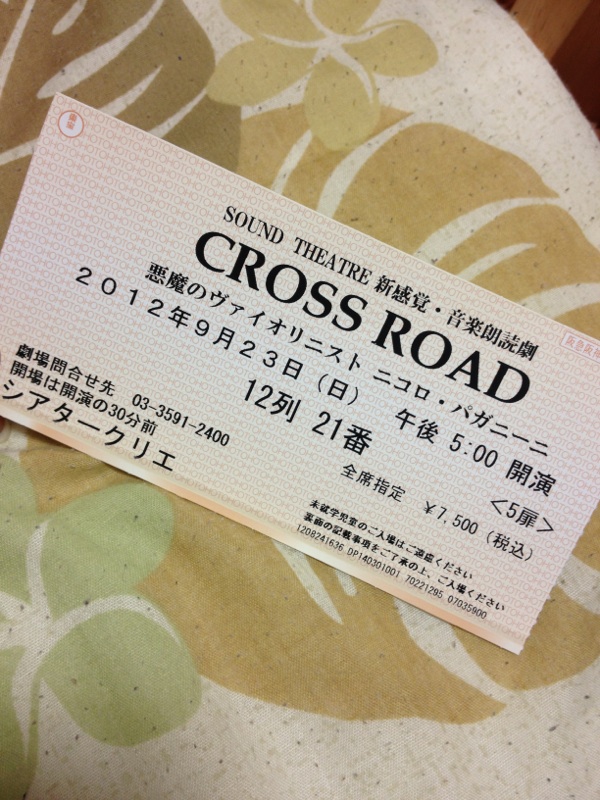 SOUND THEATRE 新感覚・音楽朗読劇
CROSS ROAD
悪魔のヴァイオリニスト ニコロ・パガニーニ
2012年9月23日(日) 午後 5:00 開演
12列 21番 <5扉>
全席指定 ¥7,500(税込)
劇場問合せ先 03-3591-2400
開場は開演の30分前
シアタークリエ
未就学児童のご入場はご遠慮ください
裏面の記載事項をご了承の上、ご入場ください
1208241636 DP140301001 70221295 07035900